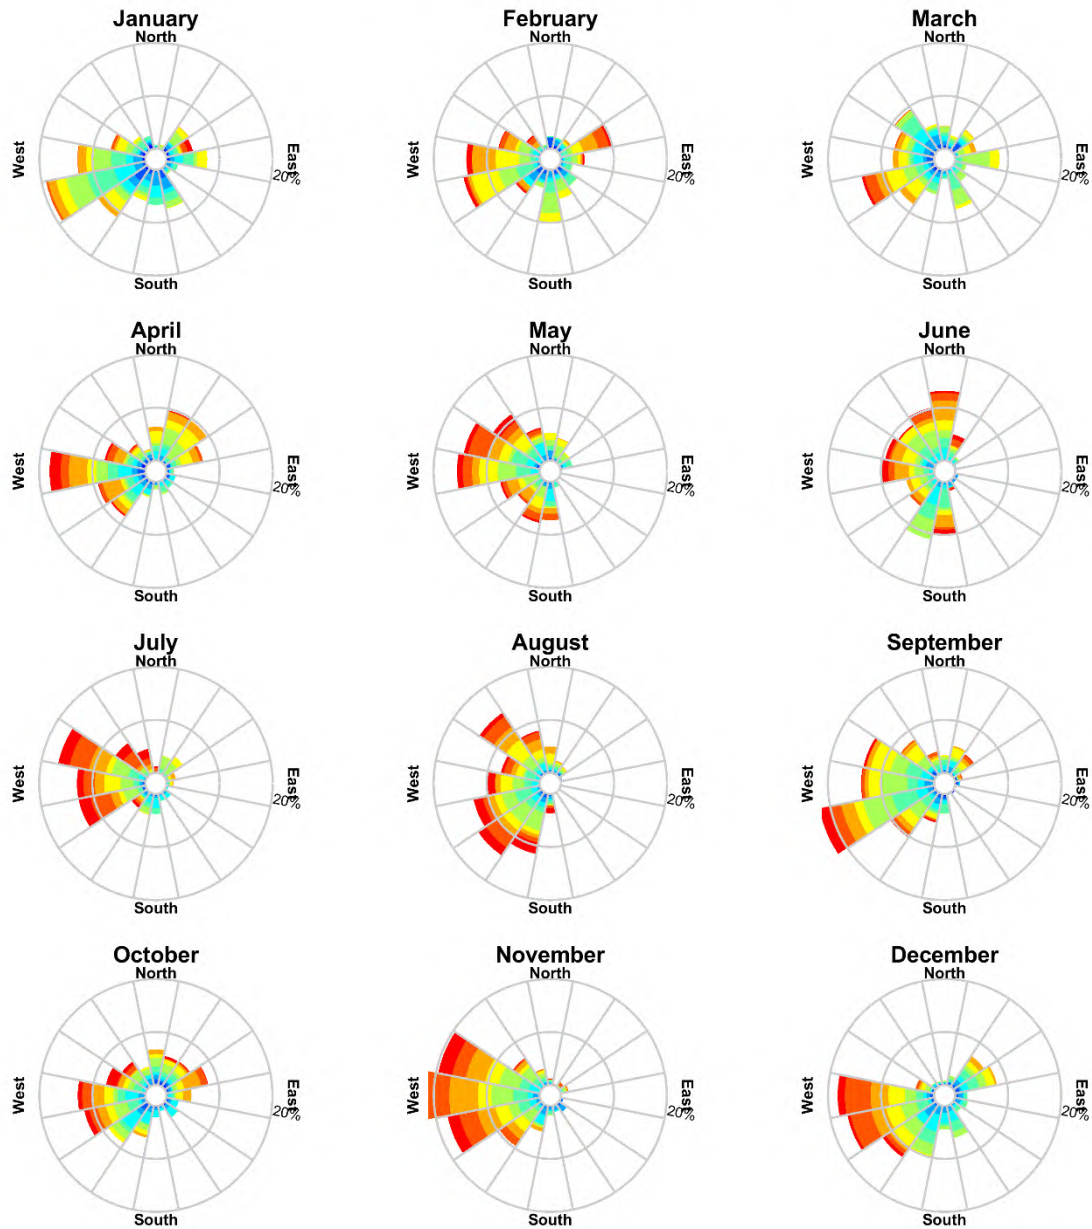 January February March
North North North
West East 20% West East 20% West East 20%
South South South
April May June
North North North
West East 20% West East 20% West East 20%
South South South
July August September
North North North
West East 20% West East 20% West East 20%
South South South
October November December
North North North
West East 20% West East 20% West East 20%
South South South